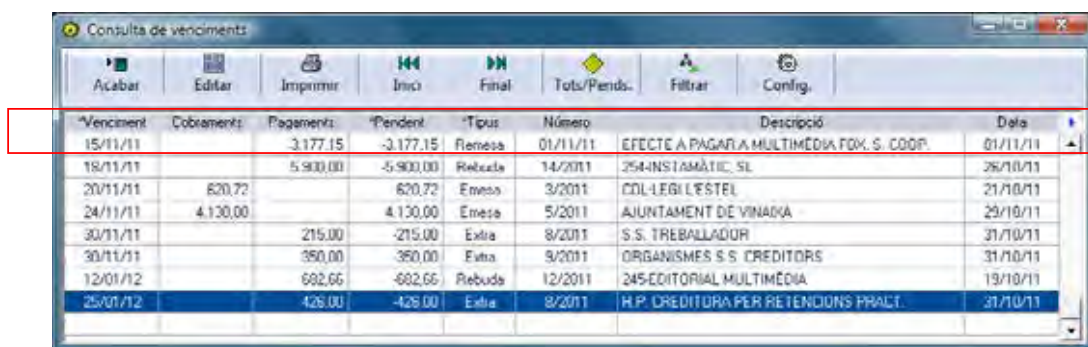 Consulta de venciments
Acabar Editar Imprimir Inici Final Tots/Pends. Filtrar Config.
*Venciment Cobraments Pagaments *Pendent *Tipus Número Descripció Data
15/11/11 -3.177,15 -3.177,15 Remesa 01/11/11 EFECTE A PAGAR A MULTIMÈDIA FOX, S. COOP. 01/11/11
18/11/11 5.900,00 -5.900,00 Rebuda 14/2011 254-INSTAMÀTIC, SL 26/10/11
20/11/11 620,72 620,72 Emesa 3/2011 COL·LEGI L'ESTEL 21/10/11
24/11/11 4.130,00 4.130,00 Emesa 5/2011 AJUNTAMENT DE VINAIXA 29/10/11
30/11/11 215,00 -215,00 Extra 8/2011 S.S. TREBALLADOR 31/10/11
30/11/11 350,00 -350,00 Extra 9/2011 ORGANISMES S.S. CREDITORS 31/10/11
12/01/12 682,66 -682,66 Rebuda 12/2011 245-EDITORIAL MULTIMÈDIA 19/10/11
25/01/12 426,00 -426,00 Extra 8/2011 H.P. CREDITORA PER RETENCIONS PRACT. 31/10/11